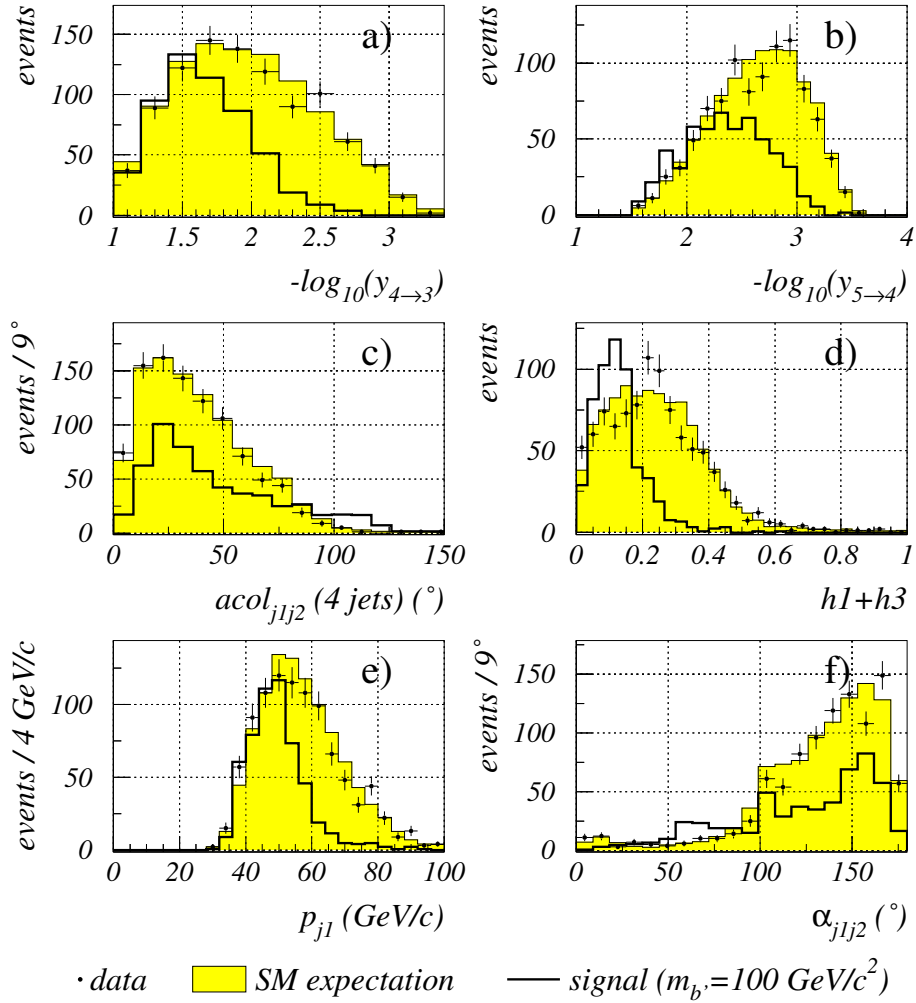 events
150
100
50
0
1 1.5 2 2.5 3
a)
-log10(y4→3)
events
150
100
50
0
1 2 3 4
b)
-log10(y5→4)
events / 9°
150
100
50
0
0 50 100 150
c)
acolj1j2 (4 jets) (°)
events
100
50
0
0 0.2 0.4 0.6 0.8 1
d)
h1+h3
events / 4 GeV/c
100
50
0
0 20 40 60 80 100
e)
pj1 (GeV/c)
events / 9°
150
100
50
0
0 50 100 150
f)
αj1j2 (°)
data SM expectation signal (mb’=100 GeV/c2)